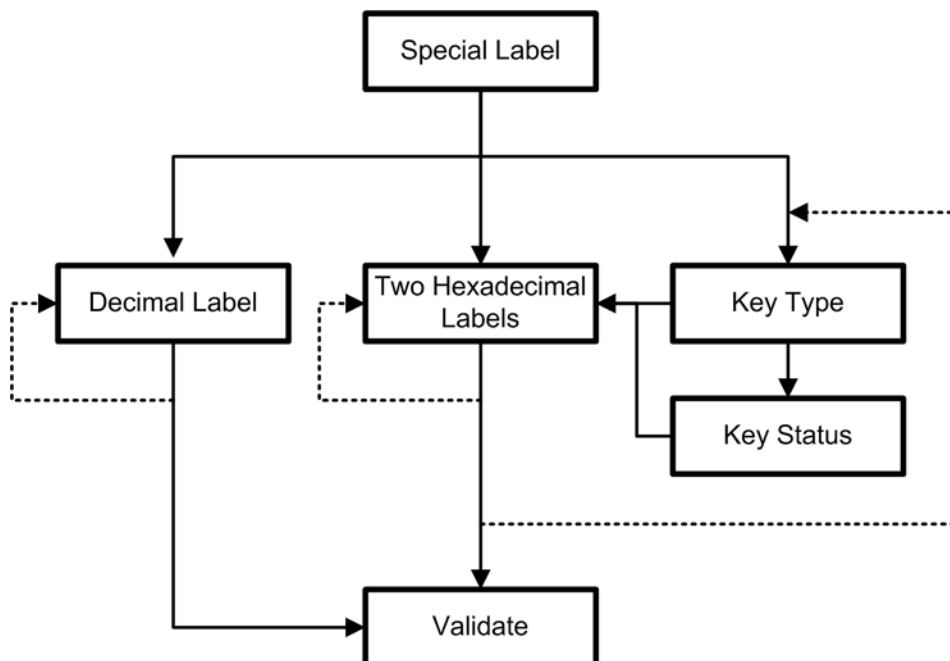 Special Label
Decimal Label
Two Hexadecimal
Labels
Key Type
Key Status
Validate